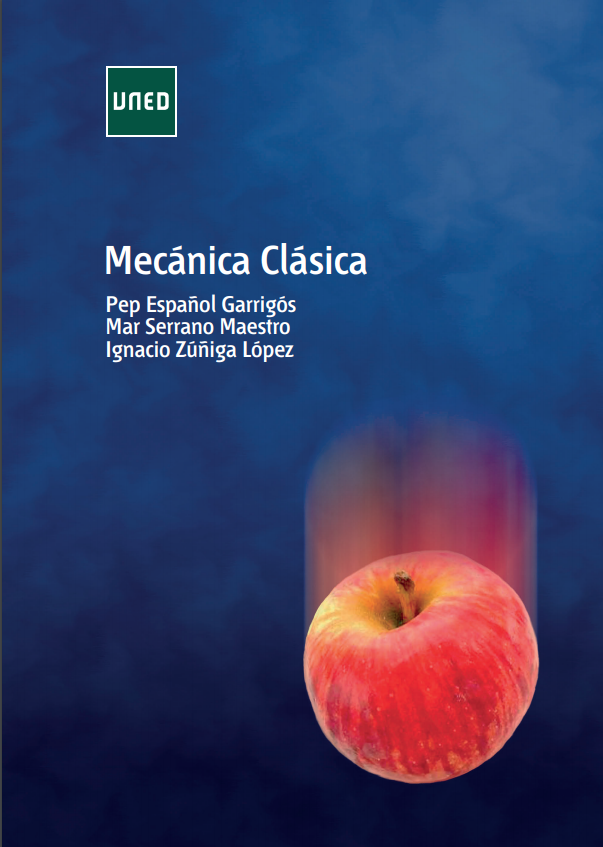 UNED
Mecánica Clásica
Pep Español Garrigós
Mar Serrano Maestro
Ignacio Zúñiga López